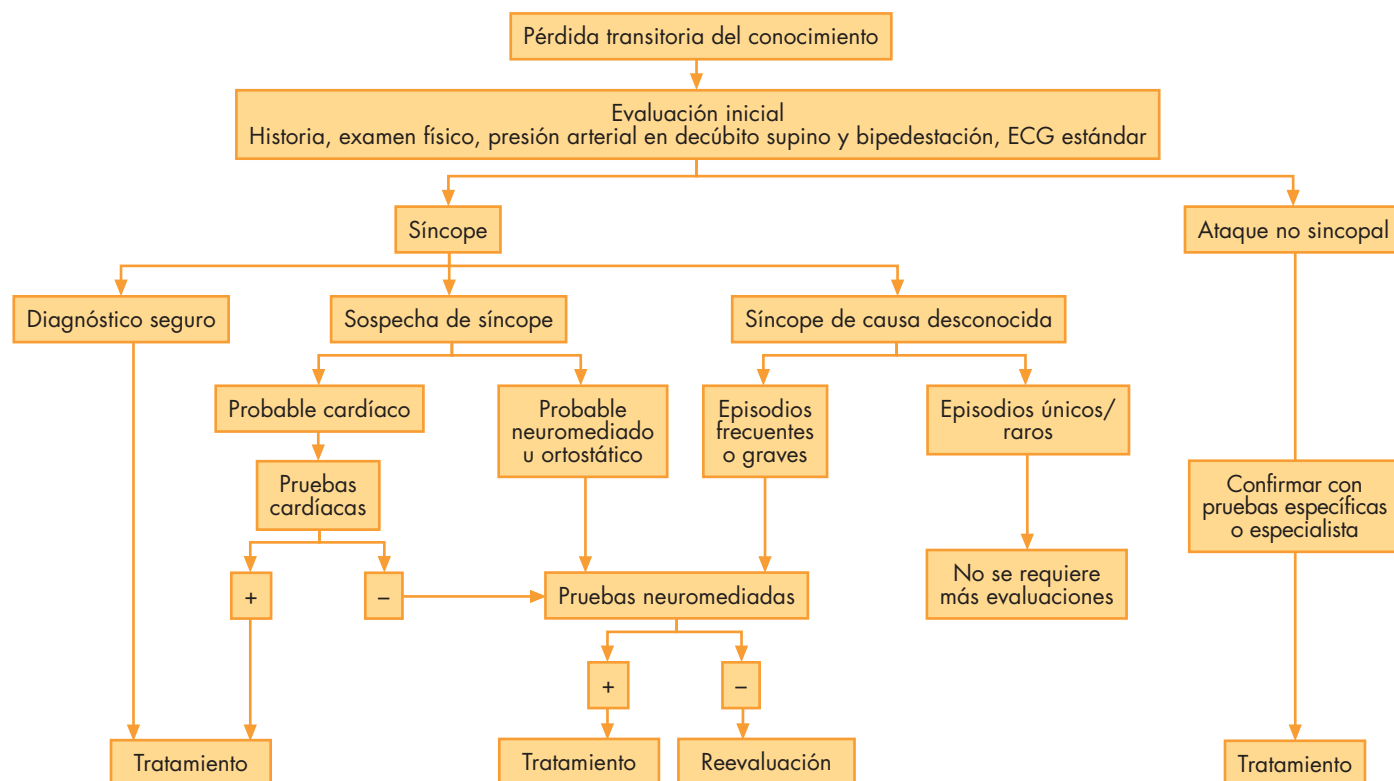 Pérdida transitoria del conocimiento
Evaluación inicial
Historia, examen físico, presión arterial en decúbito supino y bipedestación, ECG estándar
Síncope
Ataque no sincopal
Diagnóstico seguro
Sospecha de síncope
Síncope de causa desconocida
Probable cardíaco
Probable
neuromediado
u ortostático
Episodios
frecuentes
o graves
Episodios únicos/
raros
Pruebas
cardíacas
Confirmar con
pruebas específicas
o especialista
+
–
Pruebas neuromediadas
No se requiere
más evaluaciones
+
–
Tratamiento
Tratamiento
Reevaluación
Tratamiento